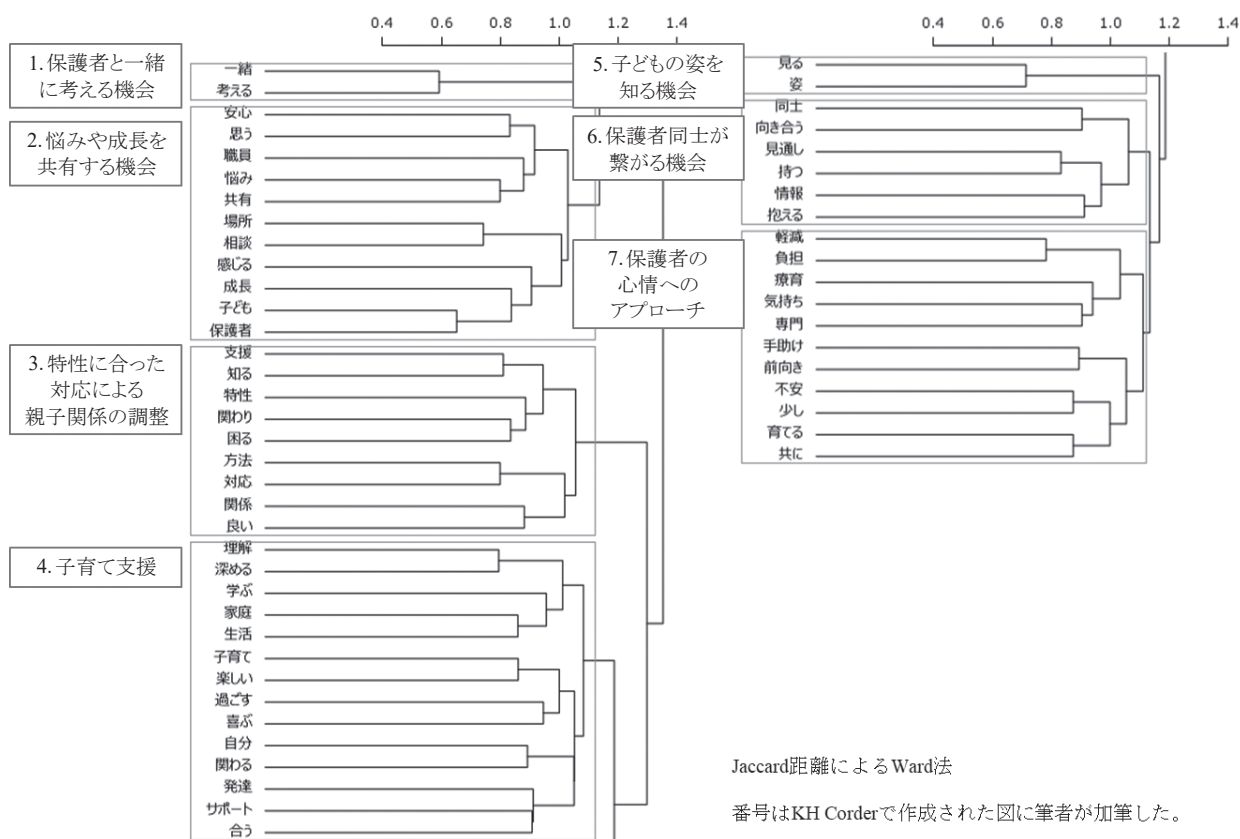 0.4 0.6 0.8 1.0 1.2 1.4
1. 保護者と一緒
に考える機会
一緒
考える
2. 悩みや成長を
共有する機会
安心
思う
職員
悩み
共有
場所
相談
感じる
成長
子ども
保護者
3. 特性に合った
対応による
親子関係の調整
支援
知る
特性
関わり
困る
方法
対応
関係
良い
4. 子育て支援
理解
深める
学ぶ
家庭
生活
子育て
楽しい
過ごす
喜ぶ
自分
関わる
発達
サポート
合う
0.4 0.6 0.8 1.0 1.2 1.4
5. 子どもの姿を
知る機会
見る
姿
6. 保護者同士が
繋がる機会
同士
向き合う
見通し
持つ
情報
抱える
7. 保護者の
心情への
アプローチ
軽減
負担
療育
気持ち
専門
手助け
前向き
不安
少し
育てる
共に
Jaccard距離によるWard法
番号はKH Corderで作成された図に筆者が加筆した。